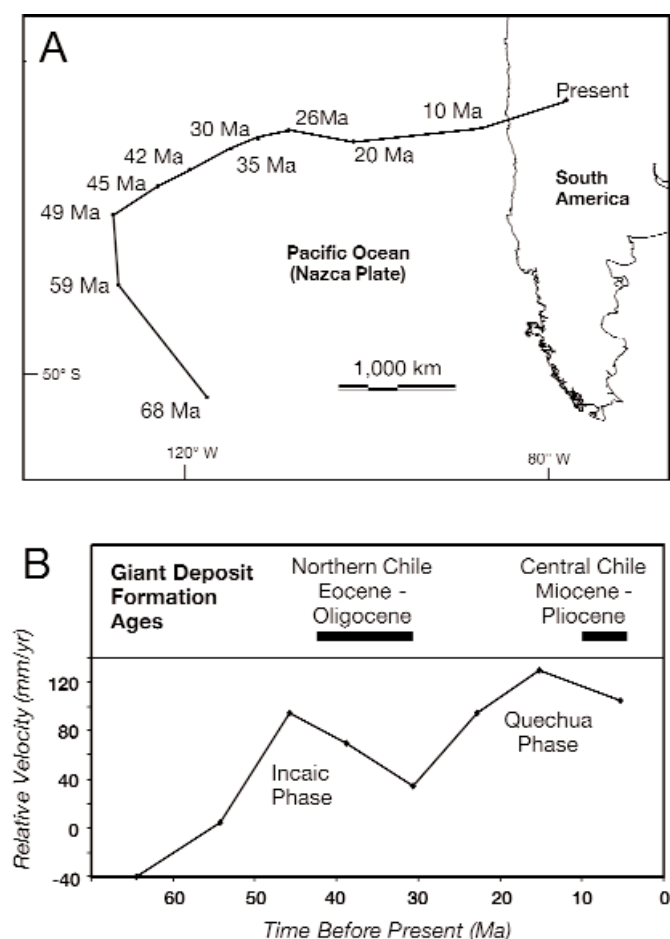 A
Present
10 Ma
26Ma
30 Ma
20 Ma
35 Ma
42 Ma
45 Ma
49 Ma
South
America
Pacific Ocean
(Nazca Plate)
59 Ma
1,000 km
50° S
68 Ma
120° W
80° W
B
Giant Deposit
Formation
Ages
Northern Chile
Eocene -
Oligocene
Central Chile
Miocene -
Pliocene
Relative Velocity (mm/yr)
120
80
40
0
-40
Quechua
Phase
Incaic
Phase
60
50
40
30
20
10
0
Time Before Present (Ma)